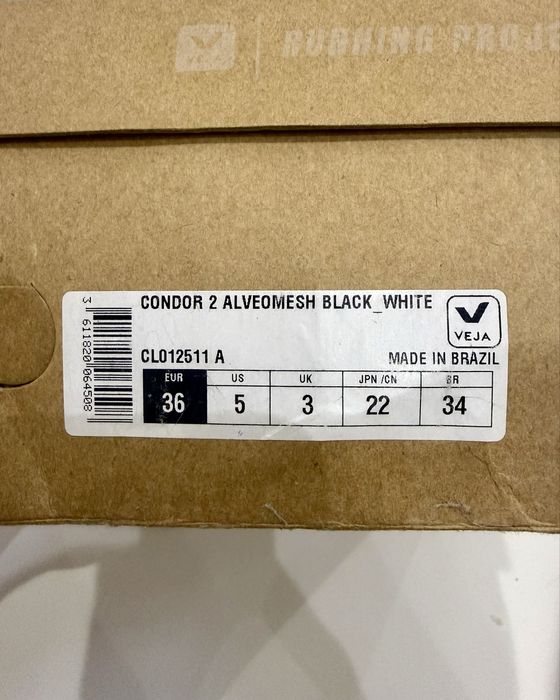 VEJA RUNNING PROJE
CONDOR 2 ALVEOMESH BLACK_WHITE
VEJA
CL012511 A MADE IN BRAZIL
EUR US UK JPN /CN BR
36 5 3 22 34
3 611820 064508